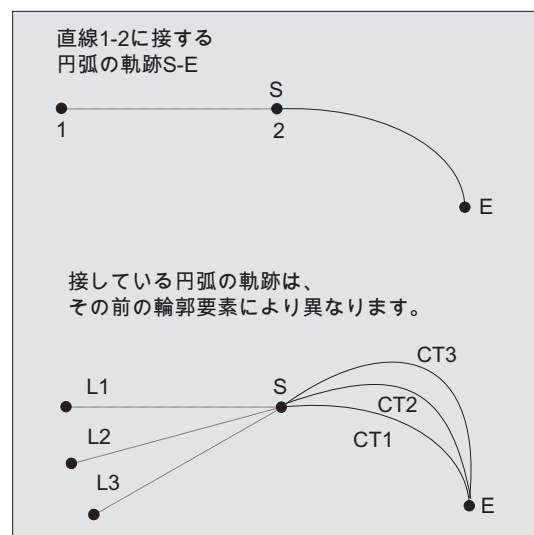 直線1-2に接する
円弧の軌跡S-E
S
1
2
E
接している円弧の軌跡は、
その前の輪郭要素により異なります。
CT3
L1
S
CT2
L2
CT1
L3
E